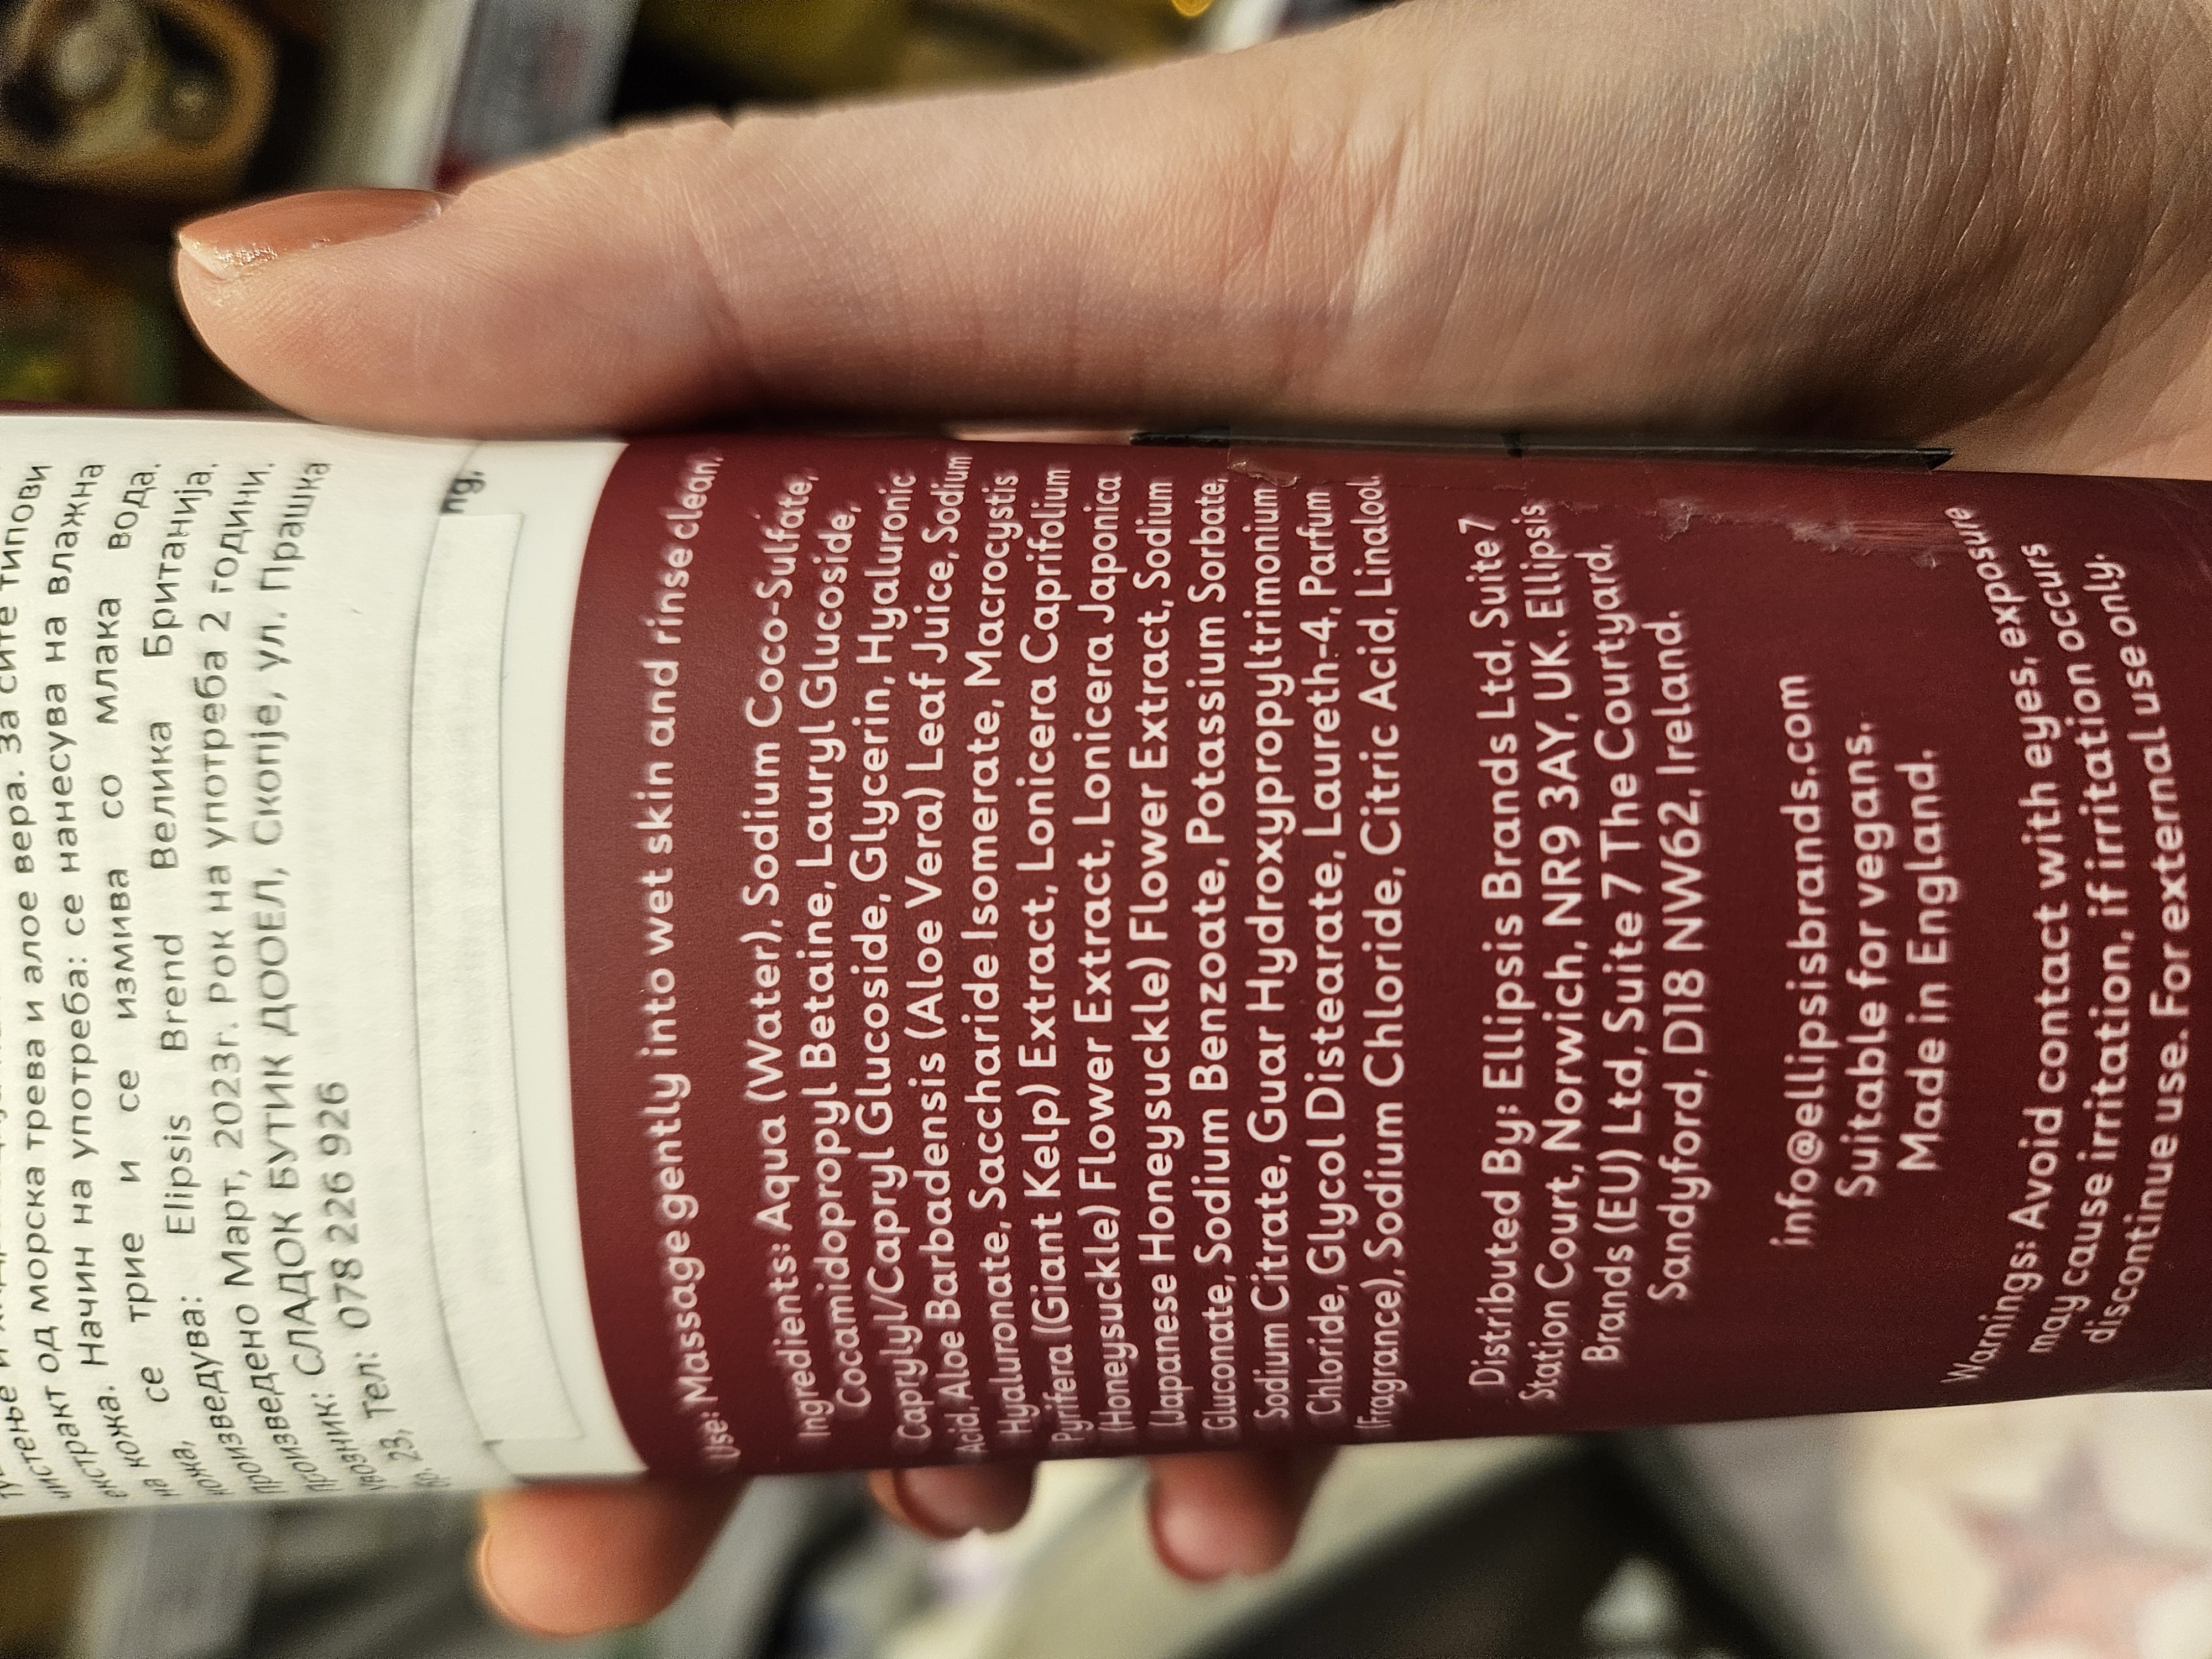 чистење и
екстракт од морска трева и алое вера. За сите типови
на кожа. Начин на употреба: се нанесува на влажна
кожа, се трие и се измива со млака вода.
Произведува: Elipsis Brend Велика Британија.
Произведено Март, 2023г. Рок на употреба 2 години.
Увозник: СЛАДОК БУТИК ДООЕЛ, Скопје, ул. Прашка
бр. 23, Тел: 078 226 926
ng,
Use: Massage gently into wet skin and rinse clean.
Ingredients: Aqua (Water), Sodium Coco-Sulfate,
Cocamidopropyl Betaine, Lauryl Glucoside,
Caprylyl/Capryl Glucoside, Glycerin, Hyaluronic
Acid, Aloe Barbadensis (Aloe Vera) Leaf Juice, Sodium
Hyaluronate, Saccharide Isomerate, Macrocystis
Pyrifera (Giant Kelp) Extract, Lonicera Caprifolium
(Honeysuckle) Flower Extract, Lonicera Japonica
(Japanese Honeysuckle) Flower Extract, Sodium
Gluconate, Sodium Benzoate, Potassium Sorbate,
Sodium Citrate, Guar Hydroxypropyltrimonium
Chloride, Glycol Distearate, Laureth-4, Parfum
(Fragrance), Sodium Chloride, Citric Acid, Linalool.
Distributed By: Ellipsis Brands Ltd, Suite 7
Station Court, Norwich, NR9 3AY, UK. Ellipsis
Brands (EU) Ltd, Suite 7 The Courtyard,
Sandyford, D18 NW62, Ireland.
info@ellipsisbrands.com
Suitable for vegans.
Made in England.
Warnings: Avoid contact with eyes, exposure
may cause irritation, if irritation occurs
discontinue use. For external use only.